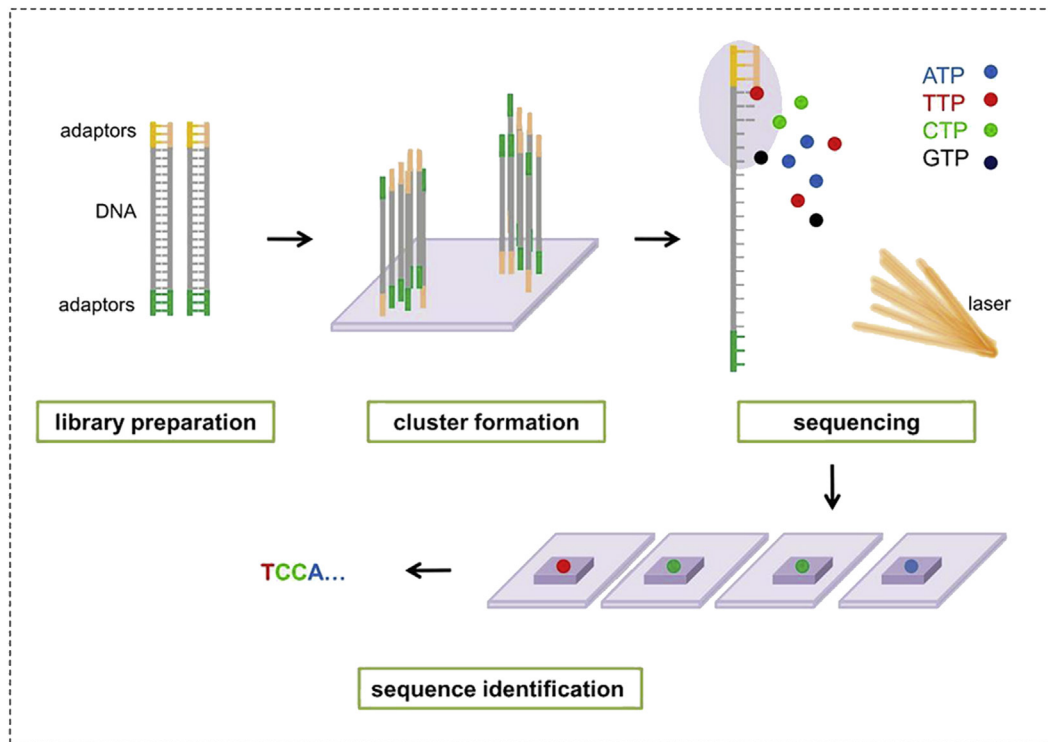 adaptors
DNA
adaptors
library preparation
cluster formation
ATP
TTP
CTP
GTP
laser
sequencing
TCCA...
sequence identification